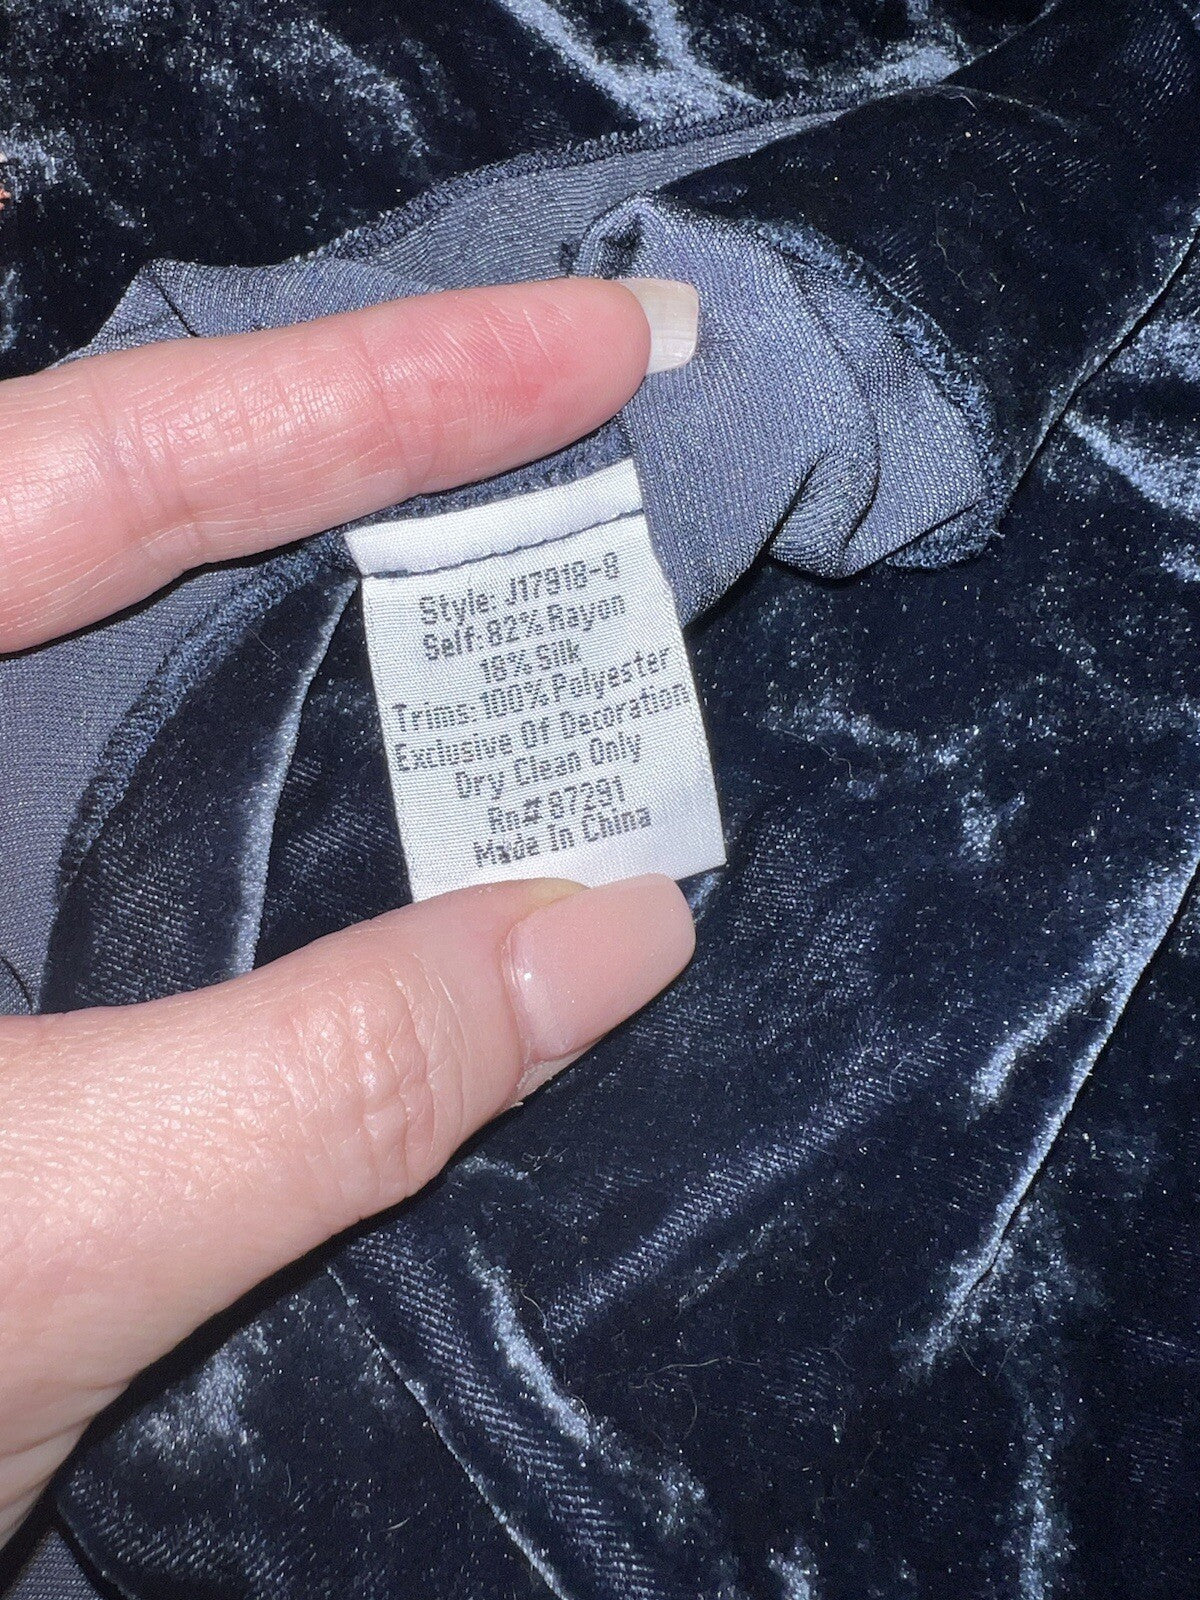 Style: J17918-8
Self: 82% Rayon
18% Silk
Trims: 100% Polyester
Exclusive Of Decoration
Dry Clean Only
Rn# 87291
Made In China